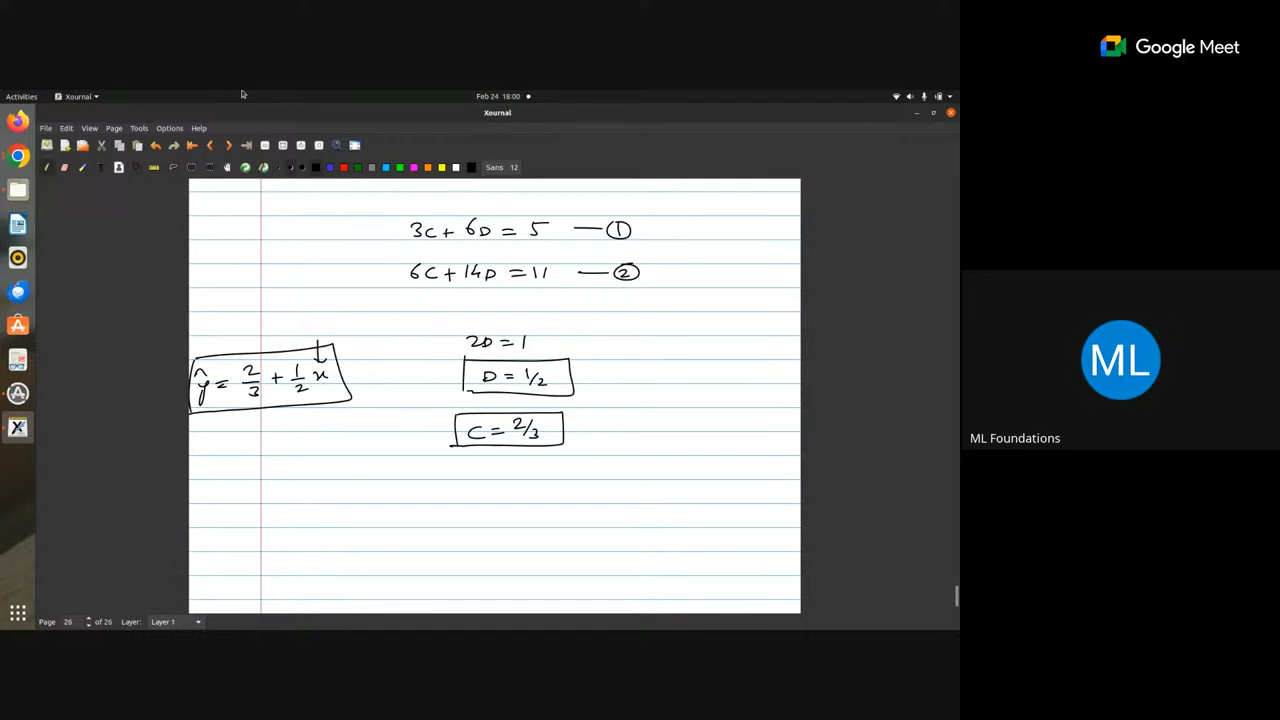 Google Meet
Activities Xournal Feb 24 18:00
Xournal
File Edit View Page Tools Options Help
Sans 12
3C + 6D = 5 —①
6C + 14D = 11 —②
2D = 1
ŷ = 2/3 + 1/2 x
D = 1/2
C = 2/3
ML
ML Foundations
Page 26 of 26 Layer: Layer 1